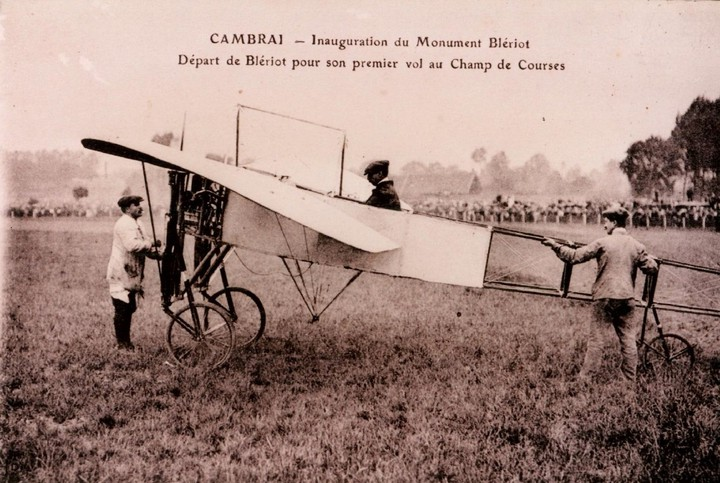 CAMBRAI – Inauguration du Monument Blériot
Départ de Blériot pour son premier vol au Champ de Courses